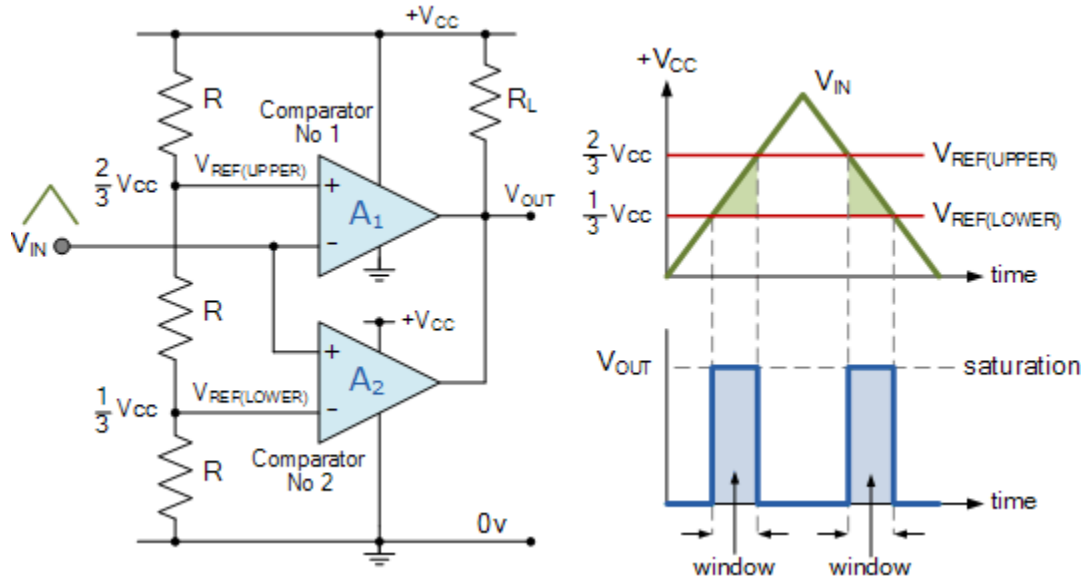 +VCC
R
RL
Comparator
No 1
2/3 VCC
VREF(UPPER)
+
A1
-
VOUT
VIN
R
+VCC
+
A2
-
1/3 VCC
VREF(LOWER)
R
Comparator
No 2
0v
+VCC
VIN
2/3 VCC
VREF(UPPER)
1/3 VCC
VREF(LOWER)
time
VOUT
saturation
time
window
window